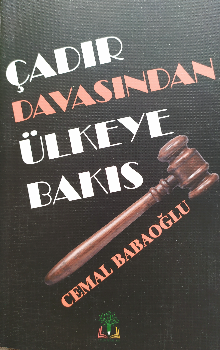 ÇADIR
DAVASINDAN
ÜLKEYE
BAKIŞ
CEMAL BABAOĞLU